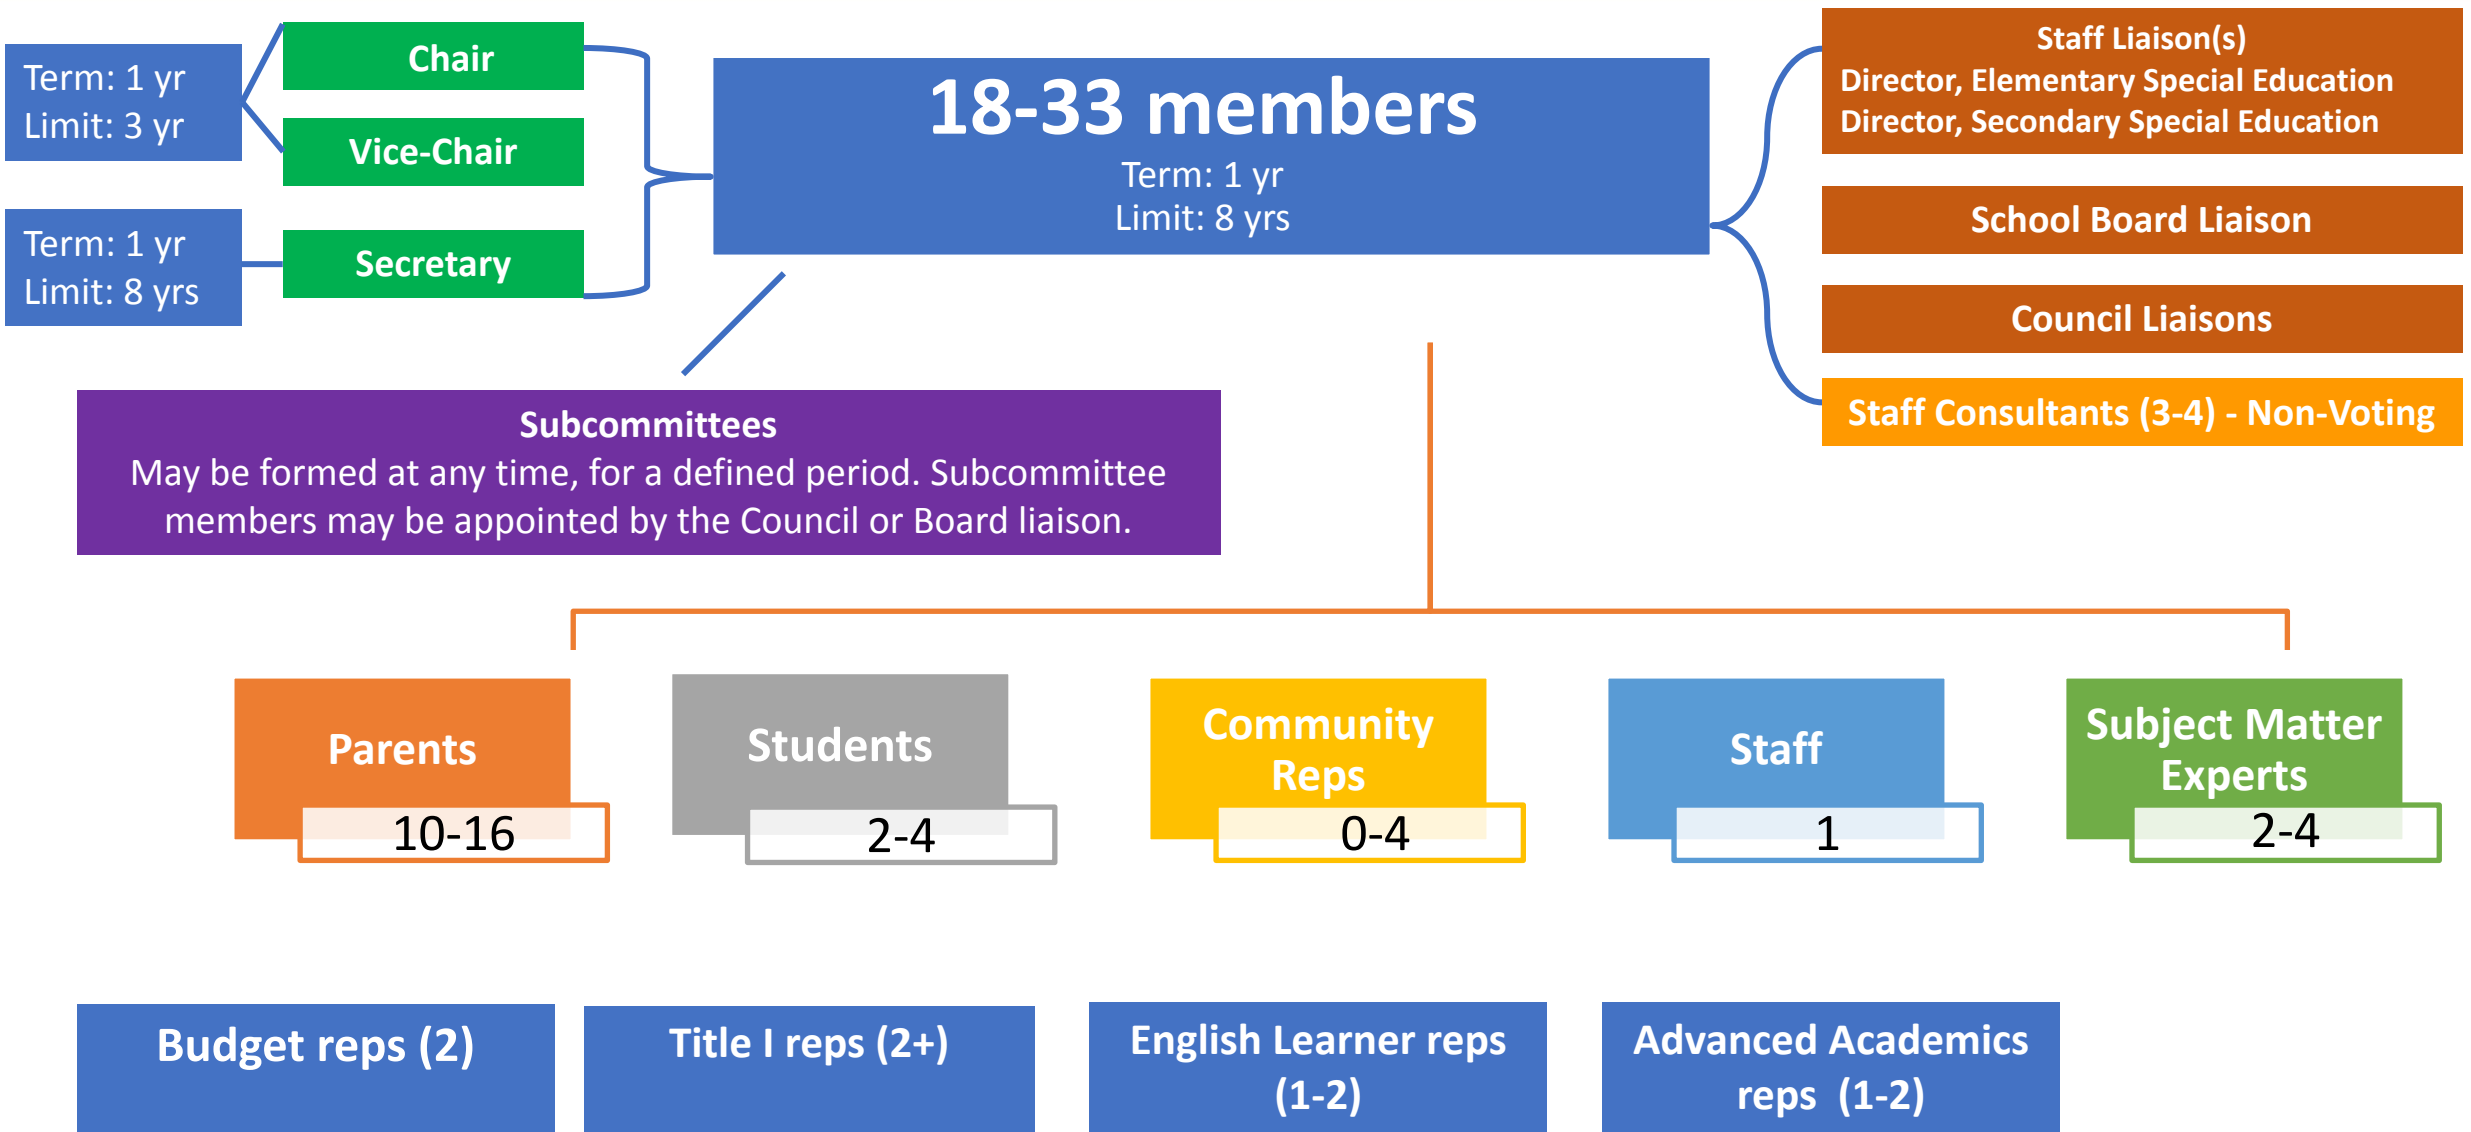 Term: 1 yr
Limit: 3 yr
Chair
Vice-Chair
Term: 1 yr
Limit: 8 yrs
Secretary
18-33 members
Term: 1 yr
Limit: 8 yrs
Staff Liaison(s)
Director, Elementary Special Education
Director, Secondary Special Education
School Board Liaison
Council Liaisons
Staff Consultants (3-4) - Non-Voting
Subcommittees
May be formed at any time, for a defined period. Subcommittee
members may be appointed by the Council or Board liaison.
Parents
10-16
Students
2-4
Community
Reps
0-4
Staff
1
Subject Matter
Experts
2-4
Budget reps (2)
Title I reps (2+)
English Learner reps
(1-2)
Advanced Academics
reps (1-2)